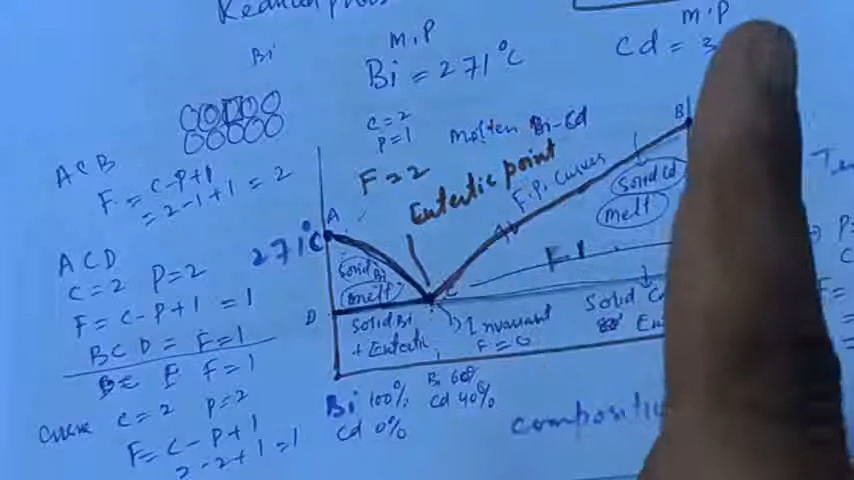 Bi
M.P
Bi = 271°C
M.P
Cd = 3
C=2
P=1
Molten Bi-Cd
F=2
Eutectic point
F.P. Curves
ACB
F = C-P+1
= 2-1+1 = 2
ACD
C=2 P=2
F = C-P+1 = 1
BCD = F=1
F=1
Curve C=2 P=2
F=C-P+1
2-2+1=1
271°C
A
B
C
D
Solid Bi
melt
Solid Cd
melt
F=1
Solid Bi
+ Eutectic
Invariant
F=0
Solid
Bi 100%
Cd 0%
Bi 60%
Cd 40%